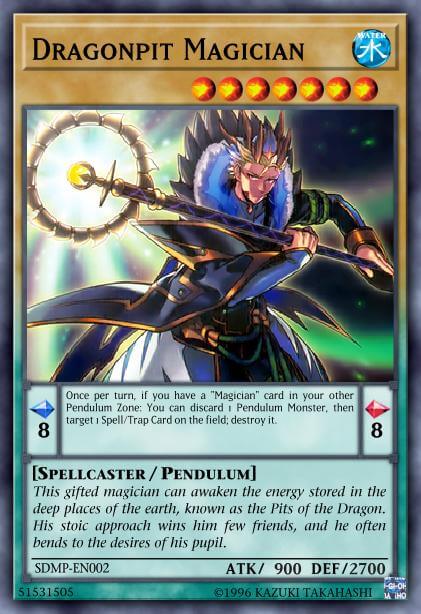 DRAGONPIT MAGICIAN
WATER
水
Once per turn, if you have a "Magician" card in your other
Pendulum Zone: You can discard 1 Pendulum Monster, then
target 1 Spell/Trap Card on the field; destroy it.
8
8
[SPELLCASTER / PENDULUM]
This gifted magician can awaken the energy stored in the
deep places of the earth, known as the Pits of the Dragon.
His stoic approach wins him few friends, and he often
bends to the desires of his pupil.
SDMP-EN002
ATK/ 900 DEF/2700
51531505
©1996 KAZUKI TAKAHASHI